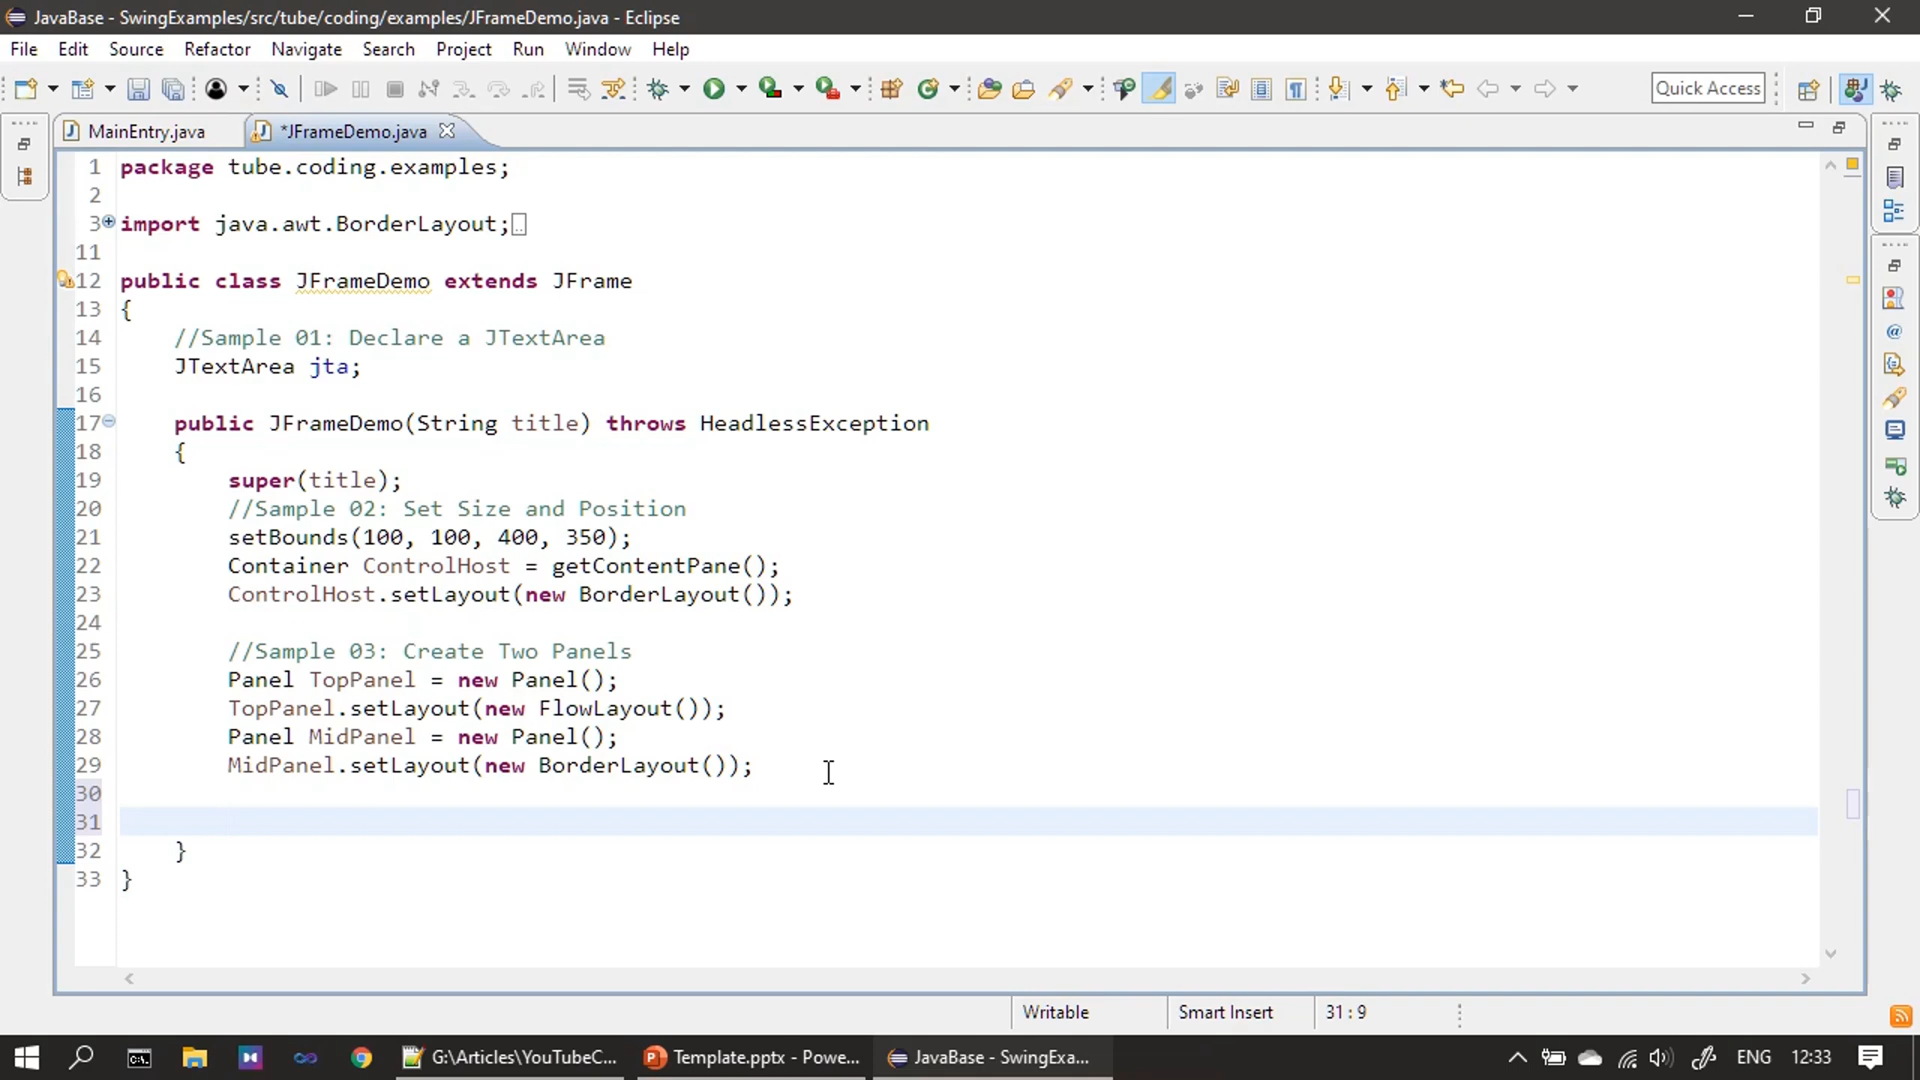 JavaBase - SwingExamples/src/tube/coding/examples/JFrameDemo.java - Eclipse
File Edit Source Refactor Navigate Search Project Run Window Help
Quick Access
MainEntry.java *JFrameDemo.java
1 package tube.coding.examples;
2
3 import java.awt.BorderLayout;
11
12 public class JFrameDemo extends JFrame
13 {
14 //Sample 01: Declare a JTextArea
15 JTextArea jta;
16
17 public JFrameDemo(String title) throws HeadlessException
18 {
19 super(title);
20 //Sample 02: Set Size and Position
21 setBounds(100, 100, 400, 350);
22 Container ControlHost = getContentPane();
23 ControlHost.setLayout(new BorderLayout());
24
25 //Sample 03: Create Two Panels
26 Panel TopPanel = new Panel();
27 TopPanel.setLayout(new FlowLayout());
28 Panel MidPanel = new Panel();
29 MidPanel.setLayout(new BorderLayout());
30
31
32 }
33 }
Writable Smart Insert 31 : 9
G:\Articles\YouTubeC... Template.pptx - Powe... JavaBase - SwingExa... ENG 12:33